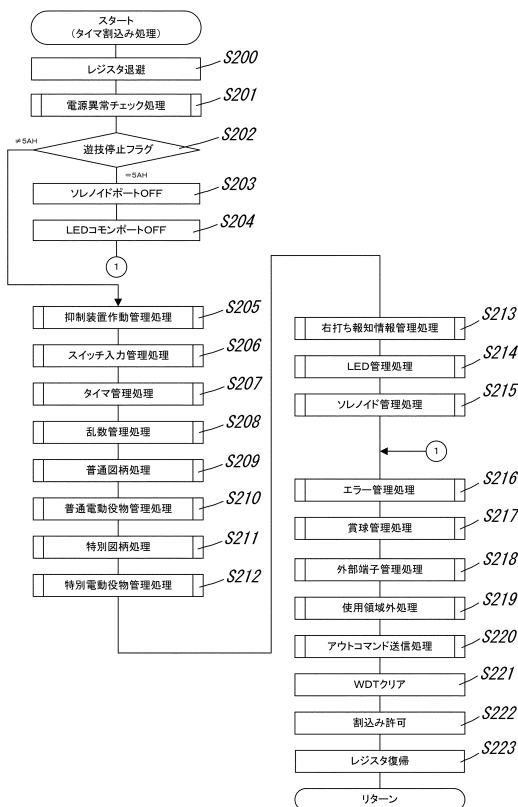 スタート
(タイマ割込み処理)
レジスタ退避
S200
電源異常チェック処理
S201
遊技停止フラグ
S202
≠5AH
=5AH
ソレノイドポートOFF
S203
LEDコモンポートOFF
S204
1
抑制装置作動管理処理
S205
スイッチ入力管理処理
S206
タイマ管理処理
S207
乱数管理処理
S208
普通図柄処理
S209
普通電動役物管理処理
S210
特別図柄処理
S211
特別電動役物管理処理
S212
右打ち報知情報管理処理
S213
LED管理処理
S214
ソレノイド管理処理
S215
1
エラー管理処理
S216
賞球管理処理
S217
外部端子管理処理
S218
使用領域外処理
S219
アウトコマンド送信処理
S220
WDTクリア
S221
割込み許可
S222
レジスタ復帰
S223
リターン